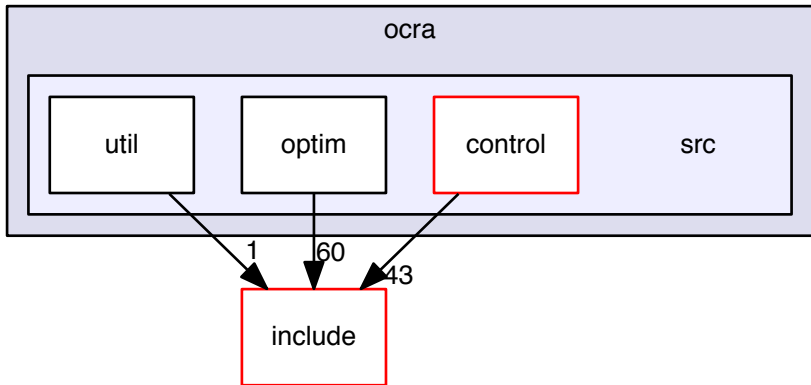 ocra
util
optim
control
src
1
60
43
include